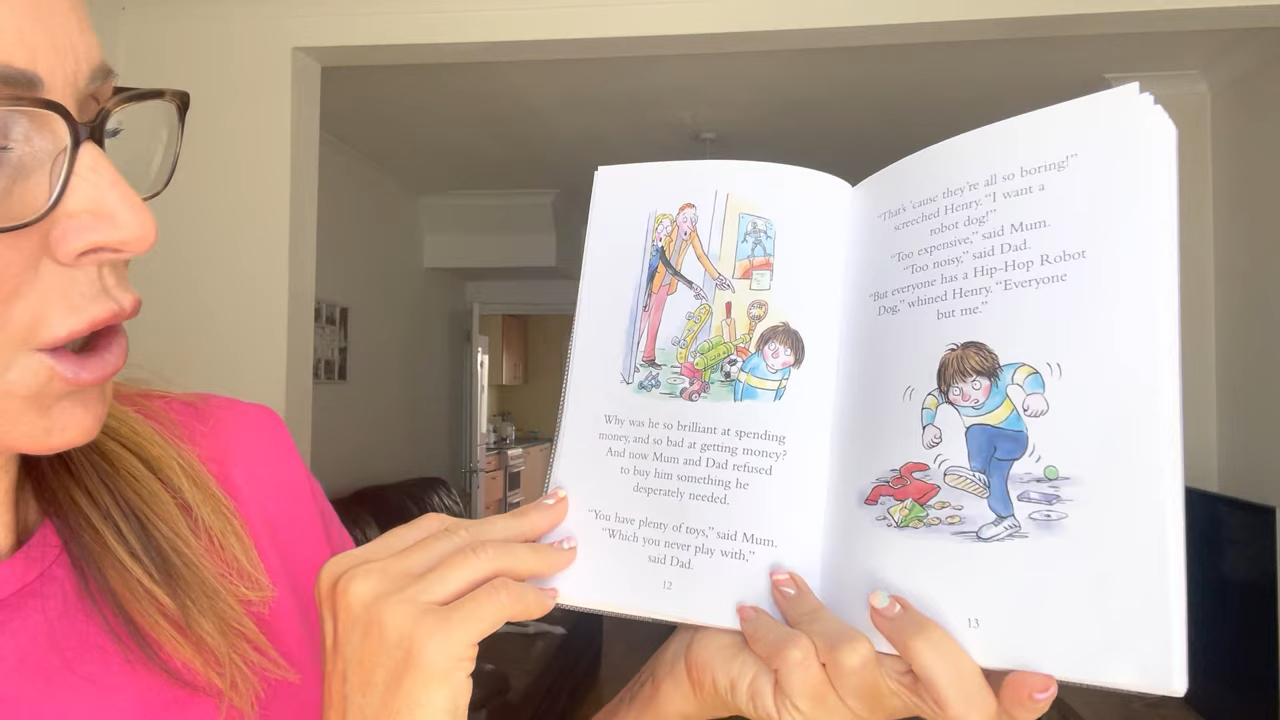 Why was he so brilliant at spending
money, and so bad at getting money?
And now Mum and Dad refused
to buy him something he
desperately needed.
“You have plenty of toys,” said Mum.
“Which you never play with,”
said Dad.
12
“That’s ’cause they’re all so boring!”
screeched Henry. “I want a
robot dog!”
“Too expensive,” said Mum.
“Too noisy,” said Dad.
“But everyone has a Hip-Hop Robot
Dog,” whined Henry. “Everyone
but me.”
13